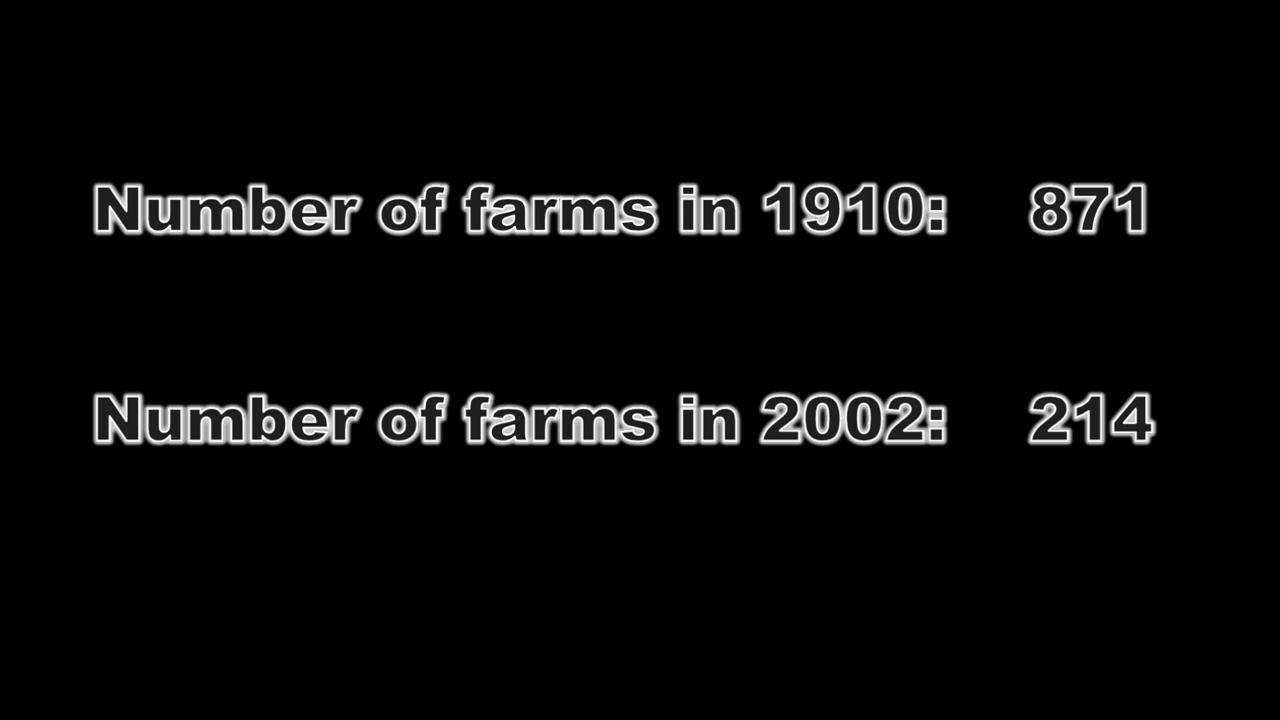 Number of farms in 1910: 871
Number of farms in 2002: 214